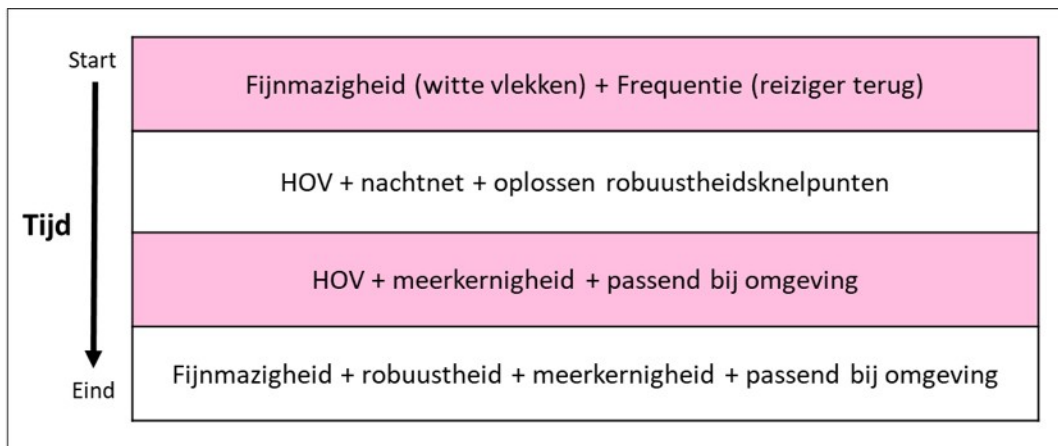 Start
Fijnmazigheid (witte vlekken) + Frequentie (reiziger terug)
HOV + nachtnet + oplossen robuustheidsknelpunten
Tijd
HOV + meerkernigheid + passend bij omgeving
Fijnmazigheid + robuustheid + meerkernigheid + passend bij omgeving
Eind